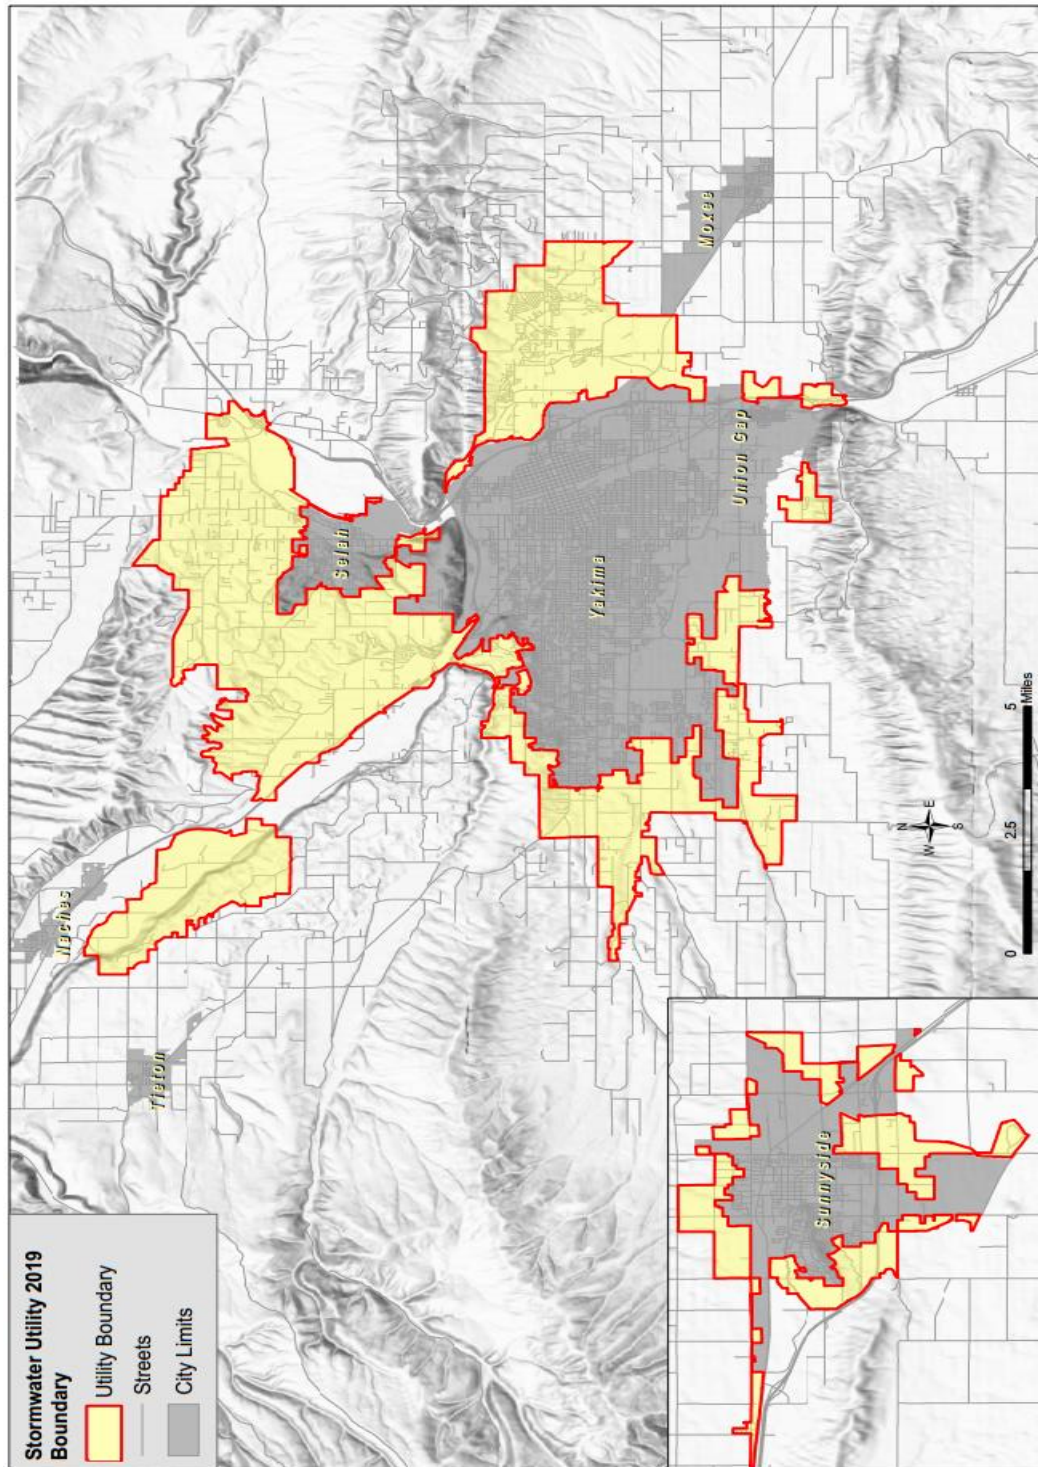 Stormwater Utility 2019
Boundary
Utility Boundary
Streets
City Limits
Tieton
Naches
Selah
Moxee
Yakima
Union Gap
Sunnyside
N
W
E
S
0
2.5
5
Miles